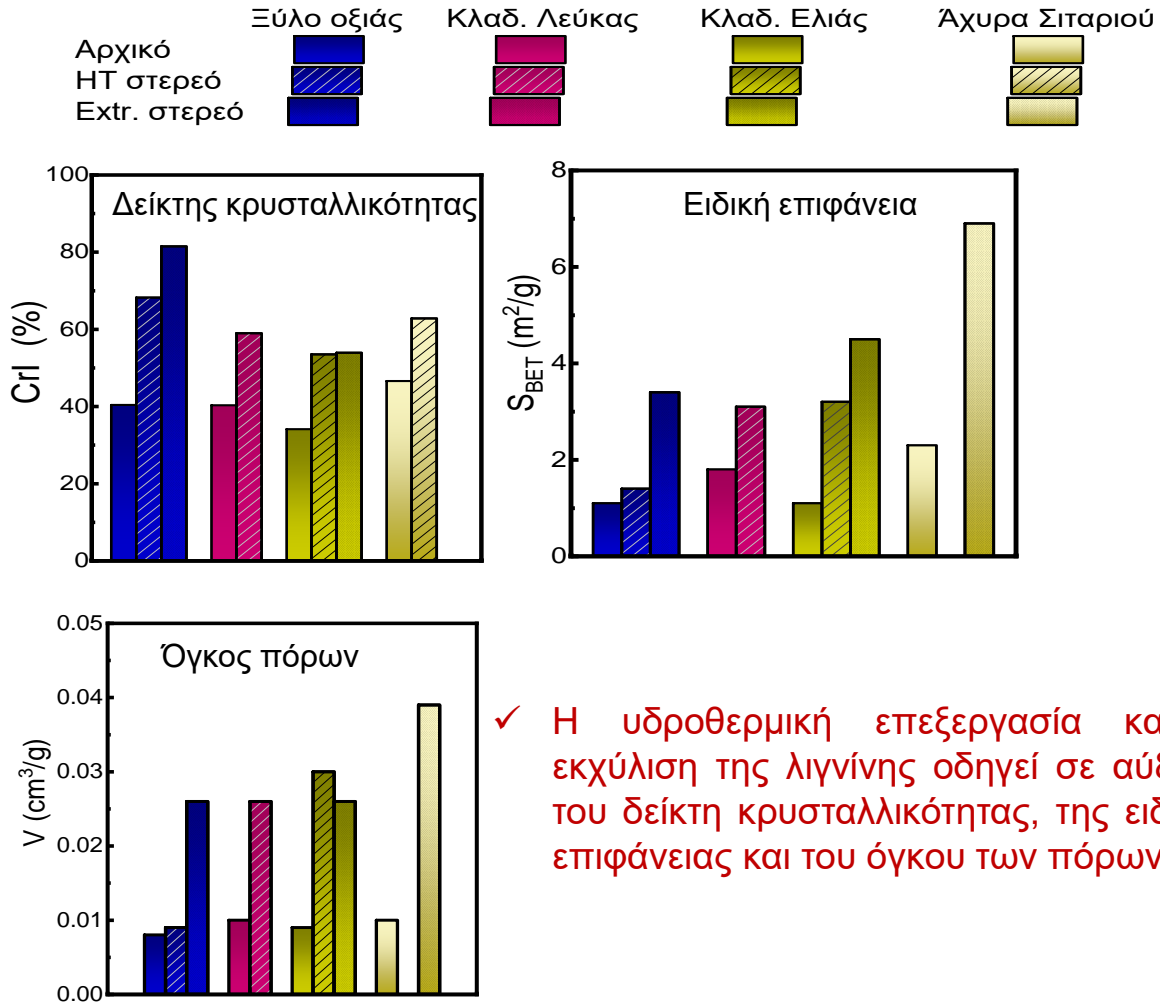 Ξύλο οξιάς Κλαδ. Λεύκας Κλαδ. Ελιάς Άχυρα Σιταριού
Αρχικό
HT στερεό
Extr. στερεό
Δείκτης κρυσταλλικότητας
CrI (%)
100
80
60
40
20
0
Ειδική επιφάνεια
S_BET (m²/g)
8
6
4
2
0
Όγκος πόρων
V (cm³/g)
0.05
0.04
0.03
0.02
0.01
0.00
✓ Η υδροθερμική επεξεργασία κα
εκχύλιση της λιγνίνης οδηγεί σε αύξ
του δείκτη κρυσταλλικότητας, της ειδ
επιφάνειας και του όγκου των πόρων